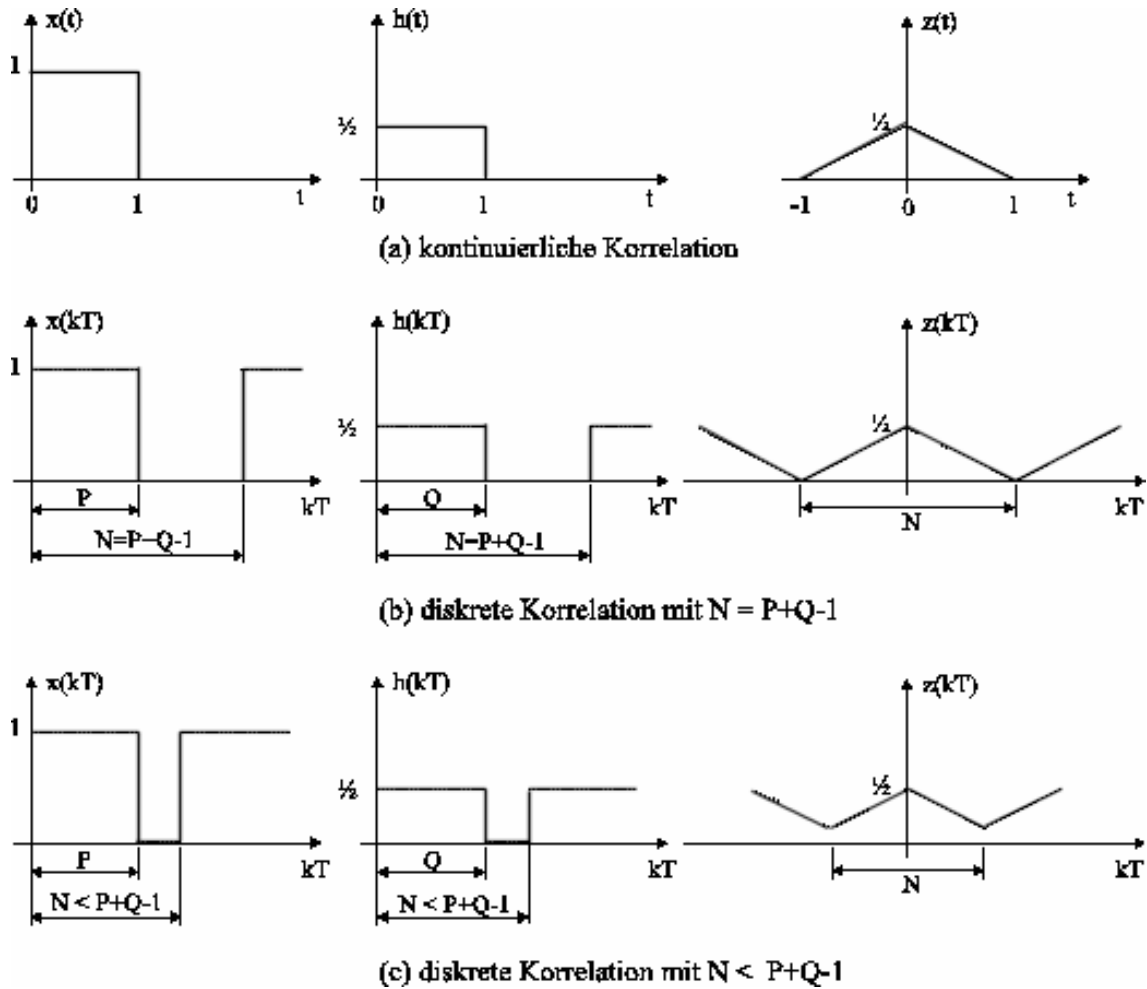 x(t) h(t) z(t)
1 ½ ½
0 1 t 0 1 t -1 0 1 t
(a) kontinuierliche Korrelation
x(kT) h(kT) z(kT)
1 ½ ½
P kT Q kT N kT
N=P−Q-1 N=P+Q-1
(b) diskrete Korrelation mit N = P+Q-1
x(kT) h(kT) z(kT)
1 ½ ½
P kT Q kT N kT
N < P+Q-1 N < P+Q-1
(c) diskrete Korrelation mit N < P+Q-1